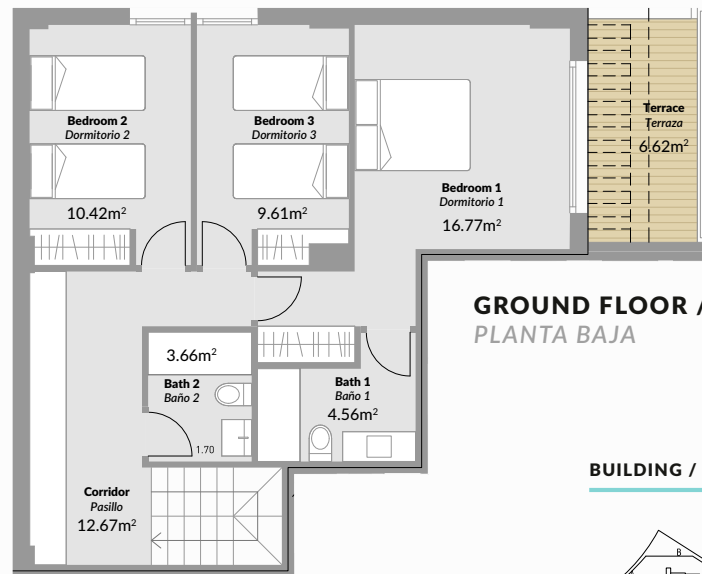 Bedroom 2
Dormitorio 2
10.42m²
Bedroom 3
Dormitorio 3
9.61m²
Bedroom 1
Dormitorio 1
16.77m²
Terrace
Terraza
6.62m²
GROUND FLOOR /
PLANTA BAJA
3.66m²
Bath 2
Baño 2
1.70
Bath 1
Baño 1
4.56m²
Corridor
Pasillo
12.67m²
BUILDING /
B